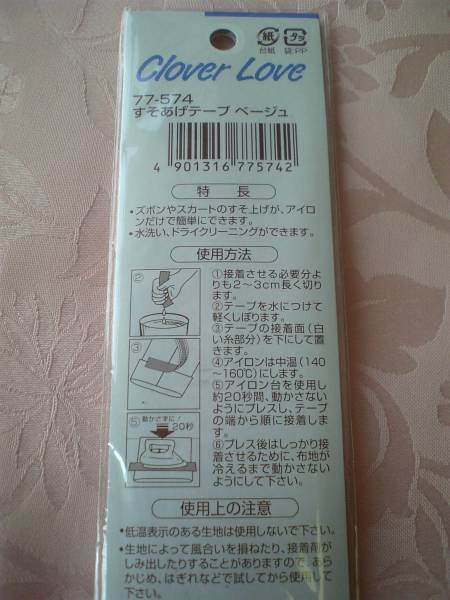 紙
プラ
台紙
袋:PP
Clover Love
77-574
すそあげテープ ベージュ
4 901316 775742
特長
・ズボンやスカートのすそ上げが、アイロ
ンだけで簡単にできます。
・水洗い、ドライクリーニングができます。
使用方法
①接着させる必要分よ
りも2〜3cm長く切り
ます。
②テープを水につけて
軽くしぼります。
③テープの接着面(白
い糸部分)を下にして置
きます。
④アイロンは中温(140
〜160℃)にします。
⑤アイロン台を使用し
約20秒間、動かさない
ようにプレスし、テープ
の端から順に接着しま
す。
⑥プレス後はしっかり接
着させるために、布地が
冷えるまで動かさない
ようにして下さい。
②
③
⑤ 動かさずに!
20秒
使用上の注意
・低温表示のある生地は使用しないで下さい。
・生地によって風合いを損ねたり、接着剤が
しみ出したりすることがありますので、あら
かじめ、はぎれなどで試してから使用して
下さい。